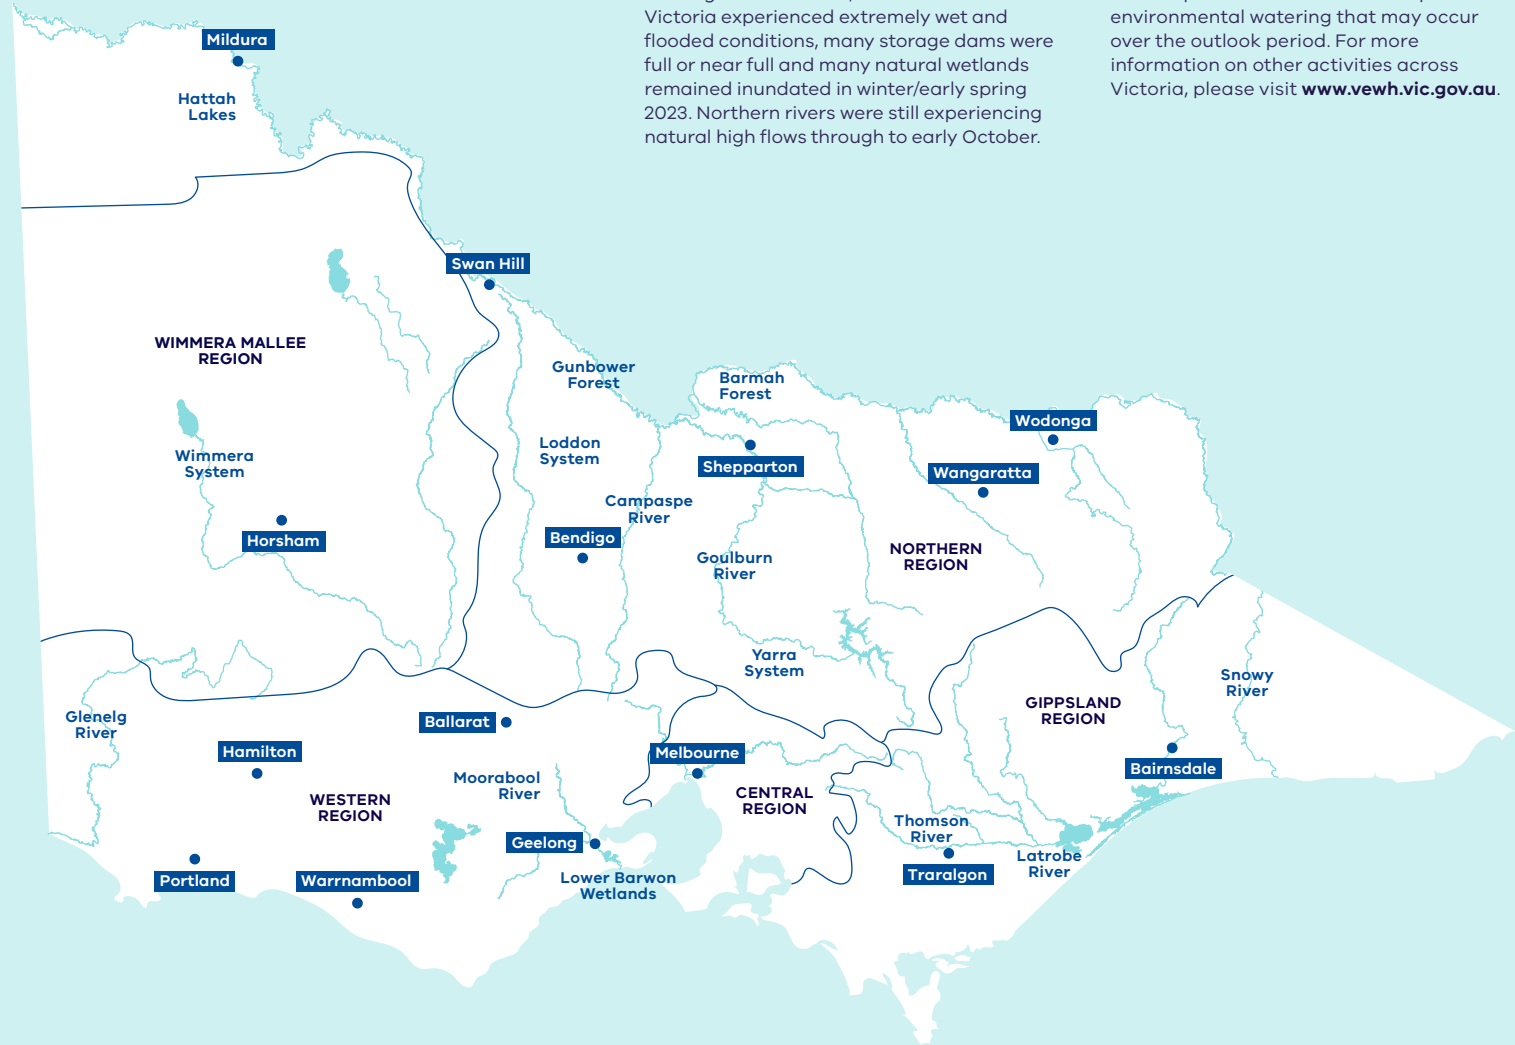 Victoria experienced extremely wet and
flooded conditions, many storage dams were
full or near full and many natural wetlands
remained inundated in winter/early spring
2023. Northern rivers were still experiencing
natural high flows through to early October.
environmental watering that may occur
over the outlook period. For more
information on other activities across
Victoria, please visit www.vewh.vic.gov.au.
Mildura
Hattah
Lakes
Swan Hill
WIMMERA MALLEE
REGION
Gunbower
Forest
Barmah
Forest
Wodonga
Wimmera
System
Loddon
System
Shepparton
Wangaratta
Campaspe
River
Horsham
Bendigo
Goulburn
River
NORTHERN
REGION
Yarra
System
Snowy
River
Glenelg
River
Ballarat
GIPPSLAND
REGION
Hamilton
Melbourne
Bairnsdale
Moorabool
River
WESTERN
REGION
CENTRAL
REGION
Thomson
River
Geelong
Latrobe
River
Portland
Warrnambool
Lower Barwon
Wetlands
Traralgon